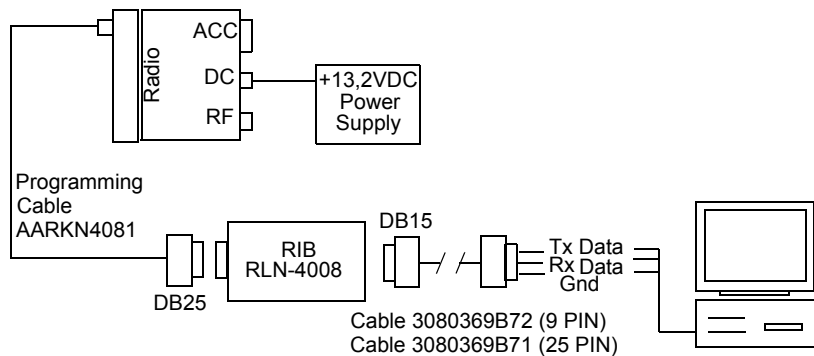 ACC
Radio
DC
RF
+13,2VDC
Power
Supply
Programming
Cable
AARKN4081
DB25
RIB
RLN-4008
DB15
Tx Data
Rx Data
Gnd
Cable 3080369B72 (9 PIN)
Cable 3080369B71 (25 PIN)